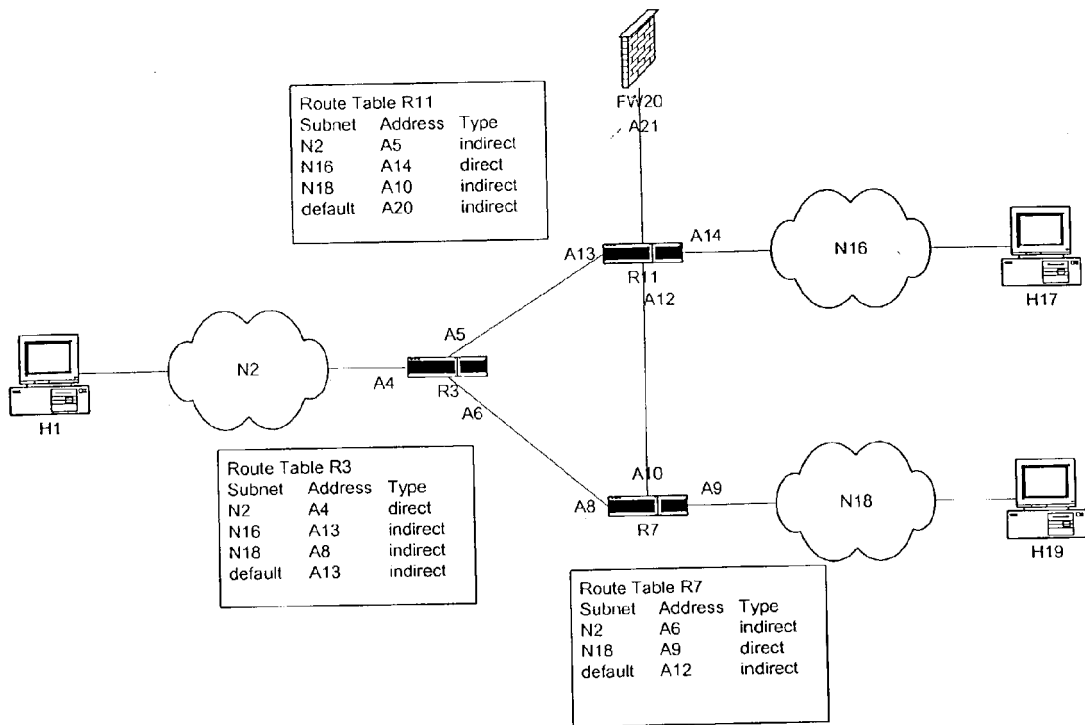 FW20
A21
Route Table R11
Subnet Address Type
N2 A5 indirect
N16 A14 direct
N18 A10 indirect
default A20 indirect
A13
A14
R11
A12
N16
H17
A5
N2
A4
R3
A6
H1
Route Table R3
Subnet Address Type
N2 A4 direct
N16 A13 indirect
N18 A8 indirect
default A13 indirect
A10
A9
A8
R7
N18
H19
Route Table R7
Subnet Address Type
N2 A6 indirect
N18 A9 direct
default A12 indirect